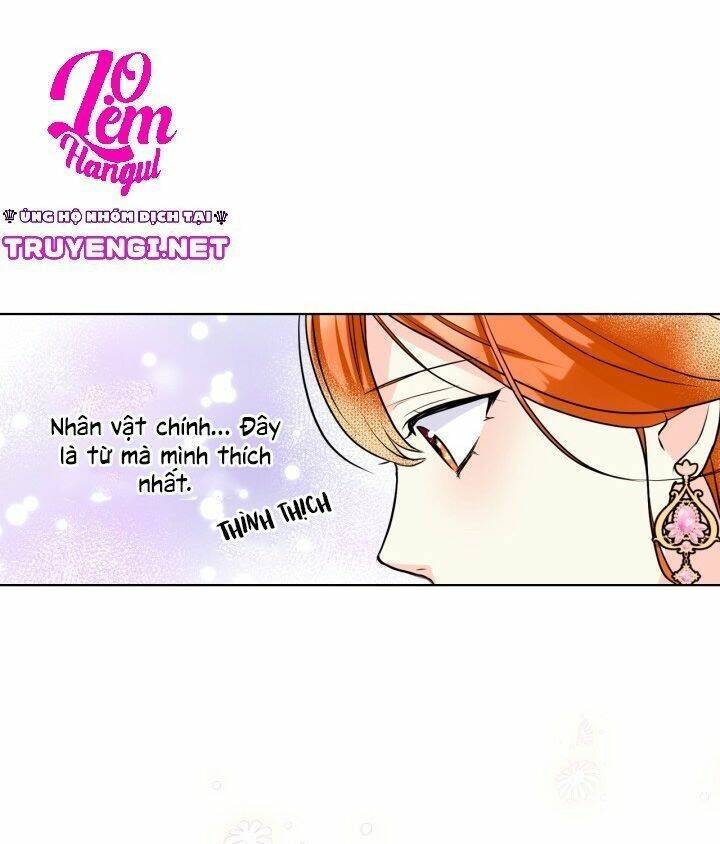 LO
Lem
Hangul
ỦNG HỘ NHÓM DỊCH TẠI
TRUYENGI.NET
Nhân vật chính... Đây
là từ mà mình thích
nhất.
THÌNH THỊCH